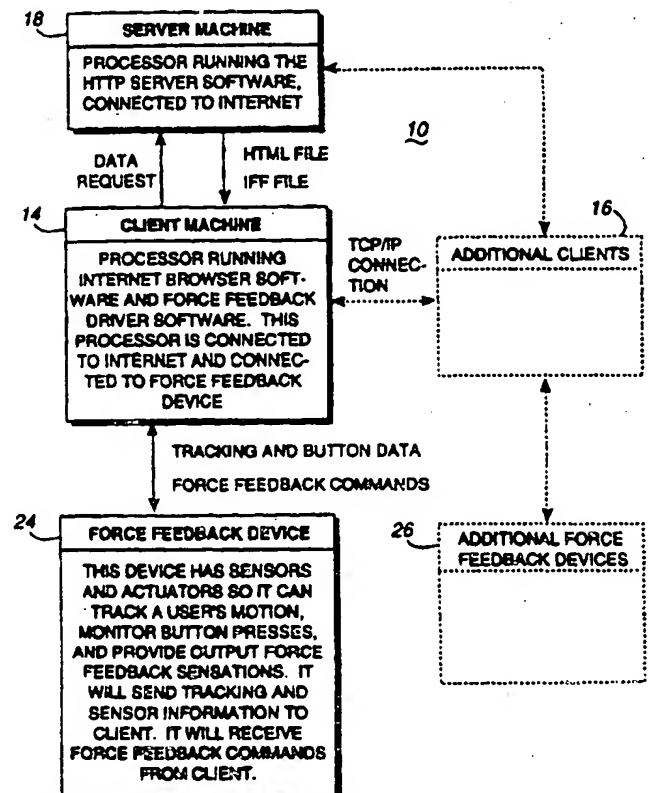 18
SERVER MACHINE
PROCESSOR RUNNING THE
HTTP SERVER SOFTWARE,
CONNECTED TO INTERNET
10
DATA
REQUEST
HTML FILE
IFF FILE
14
CLIENT MACHINE
PROCESSOR RUNNING
INTERNET BROWSER SOFT-
WARE AND FORCE FEEDBACK
DRIVER SOFTWARE. THIS
PROCESSOR IS CONNECTED
TO INTERNET AND CONNEC-
TED TO FORCE FEEDBACK
DEVICE
TCP/IP
CONNEC-
TION
16
ADDITIONAL CLIENTS
TRACKING AND BUTTON DATA
FORCE FEEDBACK COMMANDS
24
FORCE FEEDBACK DEVICE
THIS DEVICE HAS SENSORS
AND ACTUATORS SO IT CAN
TRACK A USER'S MOTION,
MONITOR BUTTON PRESSES,
AND PROVIDE OUTPUT FORCE
FEEDBACK SENSATIONS. IT
WILL SEND TRACKING AND
SENSOR INFORMATION TO
CLIENT. IT WILL RECEIVE
FORCE FEEDBACK COMMANDS
FROM CLIENT.
26
ADDITIONAL FORCE
FEEDBACK DEVICES